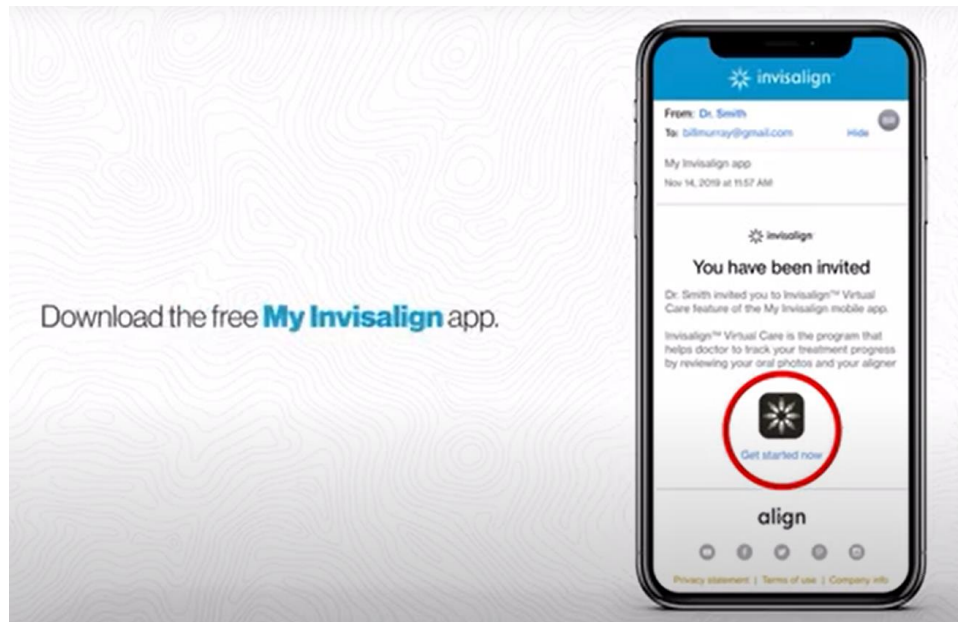 Download the free My Invisalign app.
invisalign
From: Dr. Smith
To: billmurray@gmail.com Hide
My Invisalign app
Nov 14, 2019 at 11:57 AM
invisalign
You have been invited
Dr. Smith invited you to Invisalign™ Virtual
Care feature of the My Invisalign mobile app.
Invisalign™ Virtual Care is the program that
helps doctor to track your treatment progress
by reviewing your oral photos and your aligner
Get started now
align
Privacy statement | Terms of use | Company info